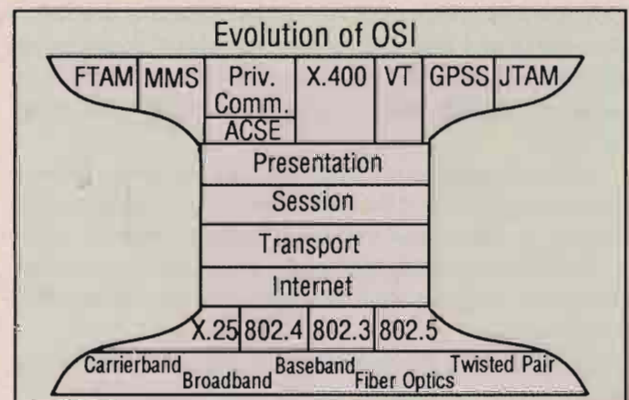 Evolution of OSI
FTAM MMS Priv. X.400 VT GPSS JTAM
Comm.
ACSE
Presentation
Session
Transport
Internet
X.25 802.4 802.3 802.5
Carrierband Baseband Twisted Pair
Broadband Fiber Optics